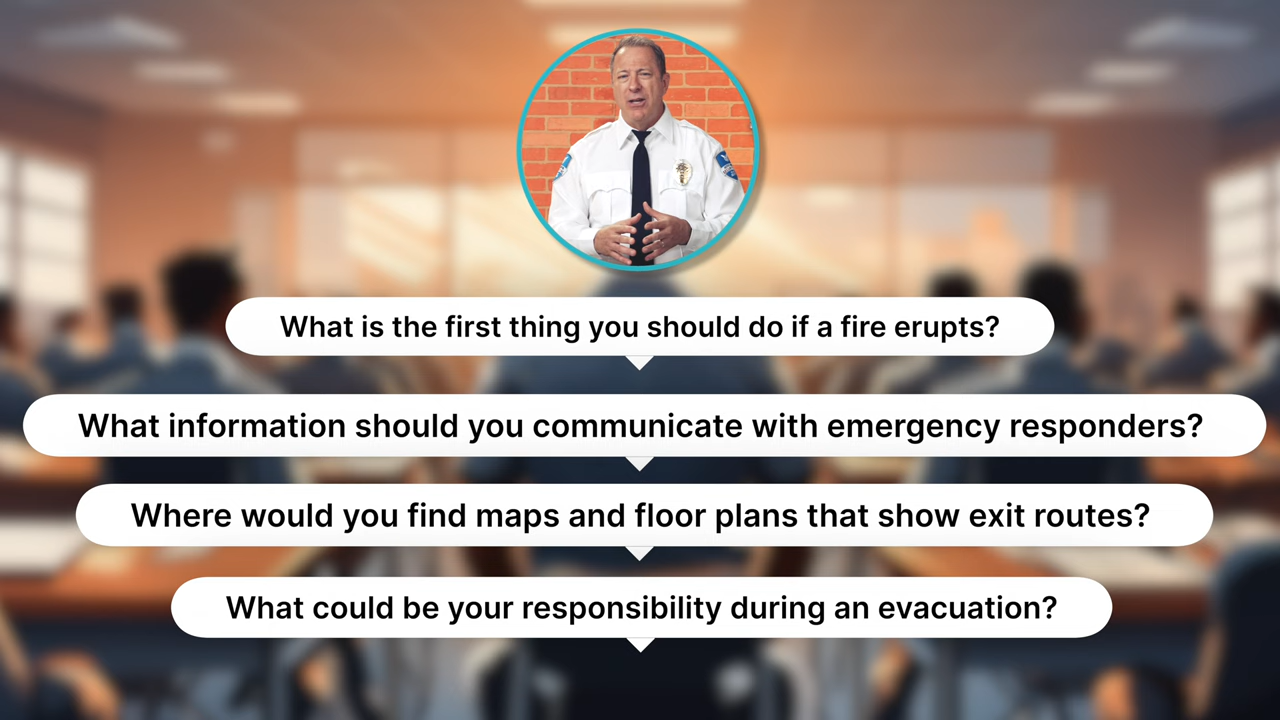 What is the first thing you should do if a fire erupts?
What information should you communicate with emergency responders?
Where would you find maps and floor plans that show exit routes?
What could be your responsibility during an evacuation?